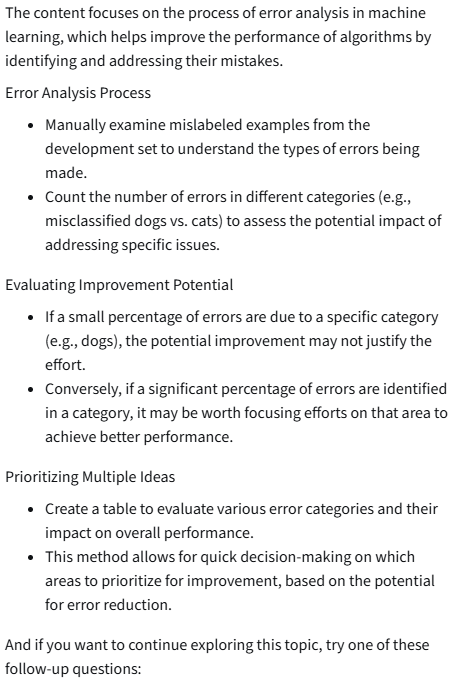 The content focuses on the process of error analysis in machine
learning, which helps improve the performance of algorithms by
identifying and addressing their mistakes.
Error Analysis Process
• Manually examine mislabeled examples from the
development set to understand the types of errors being
made.
• Count the number of errors in different categories (e.g.,
misclassified dogs vs. cats) to assess the potential impact of
addressing specific issues.
Evaluating Improvement Potential
• If a small percentage of errors are due to a specific category
(e.g., dogs), the potential improvement may not justify the
effort.
• Conversely, if a significant percentage of errors are identified
in a category, it may be worth focusing efforts on that area to
achieve better performance.
Prioritizing Multiple Ideas
• Create a table to evaluate various error categories and their
impact on overall performance.
• This method allows for quick decision-making on which
areas to prioritize for improvement, based on the potential
for error reduction.
And if you want to continue exploring this topic, try one of these
follow-up questions: